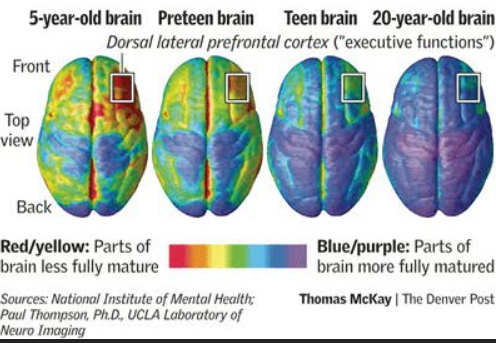 5-year-old brain Preteen brain Teen brain 20-year-old brain
Dorsal lateral prefrontal cortex ("executive functions")
Front
Top
view
Back
Red/yellow: Parts of
brain less fully mature
Blue/purple: Parts of
brain more fully matured
Sources: National Institute of Mental Health;
Paul Thompson, Ph.D., UCLA Laboratory of
Neuro Imaging
Thomas McKay | The Denver Post